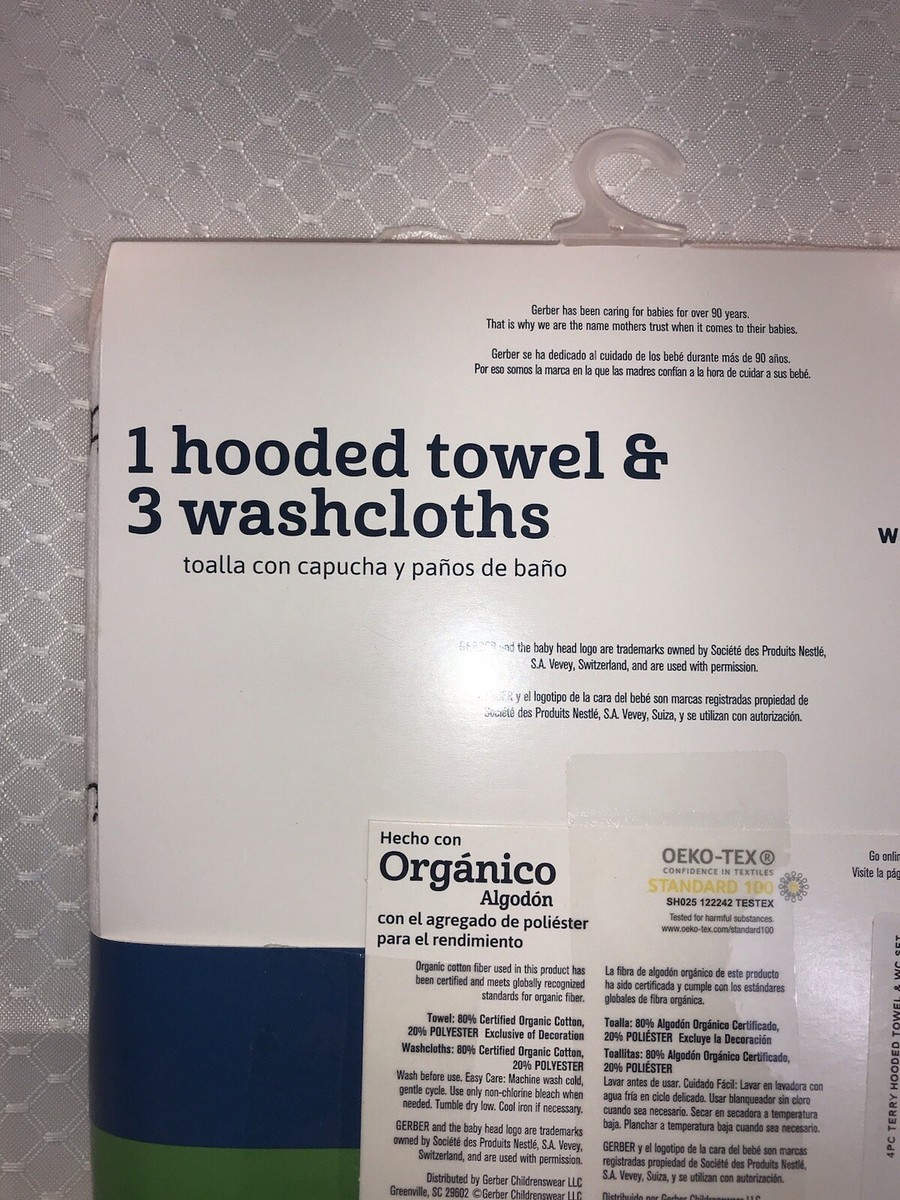 Gerber has been caring for babies for over 90 years.
That is why we are the name mothers trust when it comes to their babies.
Gerber se ha dedicado al cuidado de los bebé durante más de 90 años.
Por eso somos la marca en la que las madres confían a la hora de cuidar a sus bebé.
1 hooded towel &
3 washcloths
toalla con capucha y paños de baño
W
GERBER and the baby head logo are trademarks owned by Société des Produits Nestlé,
S.A. Vevey, Switzerland, and are used with permission.
y el logotipo de la cara del bebé son marcas registradas propiedad de
Société des Produits Nestlé, S.A. Vevey, Suiza, y se utilizan con autorización.
Hecho con
Orgánico
Algodón
con el agregado de poliéster
para el rendimiento
OEKO-TEX®
CONFIDENCE IN TEXTILES
STANDARD 100
SH025 122242 TESTEX
Tested for harmful substances.
www.oeko-tex.com/standard100
Go onlin
Visite la pág
Organic cotton fiber used in this product has
been certified and meets globally recognized
standards for organic fiber.
Towel: 80% Certified Organic Cotton,
20% POLYESTER Exclusive of Decoration
Washcloths: 80% Certified Organic Cotton,
20% POLYESTER
Wash before use. Easy Care: Machine wash cold,
gentle cycle. Use only non-chlorine bleach when
needed. Tumble dry low. Cool iron if necessary.
GERBER and the baby head logo are trademarks
owned by Société des Produits Nestlé, S.A. Vevey,
Switzerland, and are used with permission.
Distributed by Gerber Childrenswear LLC
Greenville, SC 29602 ©Gerber Childrenswear LLC
La fibra de algodón orgánico de este producto
ha sido certificada y cumple con los estándares
globales de fibra orgánica.
Toalla: 80% Algodón Orgánico Certificado,
20% POLIÉSTER Excluye la Decoración
Toallitas: 80% Algodón Orgánico Certificado,
20% POLIÉSTER
Lavar antes de usar. Cuidado Fácil: Lavar en lavadora con
agua fría en ciclo delicado. Usar blanqueador sin cloro
cuando sea necesario. Secar en secadora a temperatura
baja. Planchar a temperatura baja cuando sea necesario.
GERBER y el logotipo de la cara del bebé son marcas
registradas propiedad de Société des Produits Nestlé,
S.A. Vevey, Suiza, y se utilizan con autorización.
Distribuido por Gerber Childrenswear LLC
4PC TERRY HOODED TOWEL & WC SET